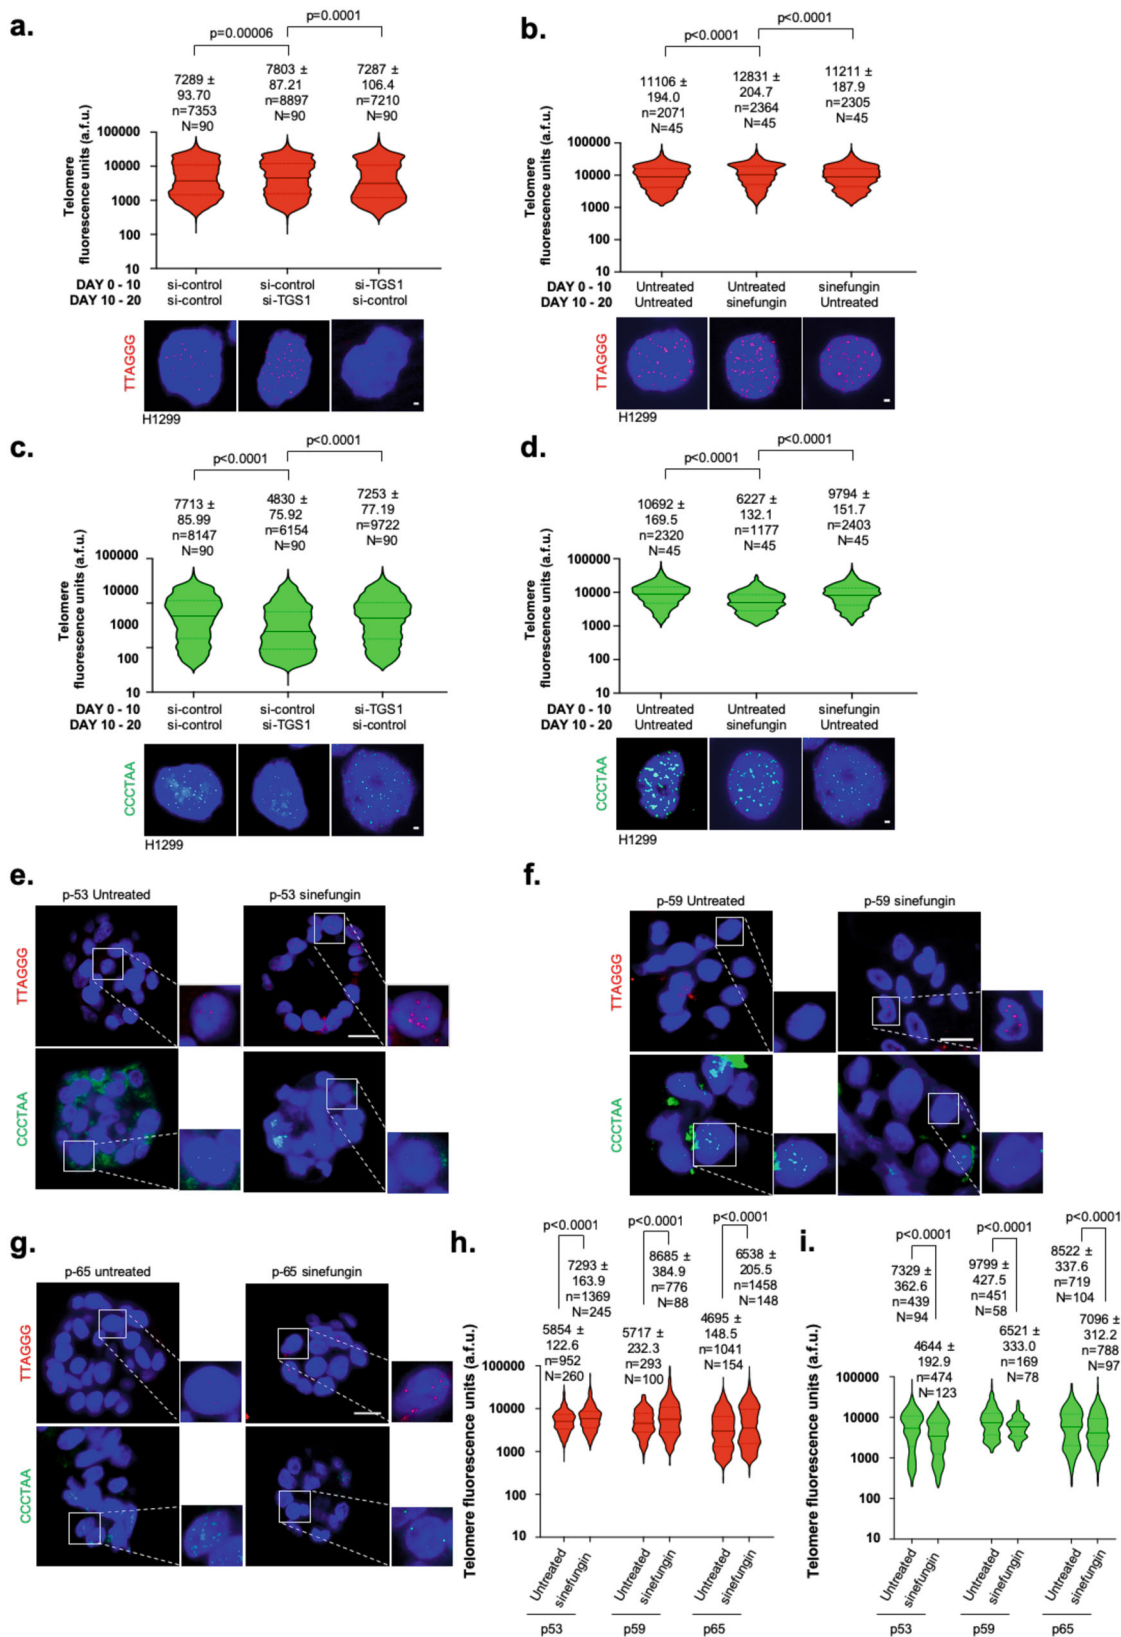 a.
p=0.0001
p=0.00006
7289 ±
93.70
n=7353
N=90
7803 ±
87.21
n=8897
N=90
7287 ±
106.4
n=7210
N=90
Telomere
fluorescence units (a.f.u.)
100000
10000
1000
100
10
DAY 0 - 10 si-control si-control si-TGS1
DAY 10 - 20 si-control si-TGS1 si-control
TTAGGG
H1299
b.
p<0.0001
p<0.0001
11106 ±
194.0
n=2071
N=45
12831 ±
204.7
n=2364
N=45
11211 ±
187.9
n=2305
N=45
Telomere
fluorescence units (a.f.u.)
100000
10000
1000
100
10
DAY 0 - 10 Untreated Untreated sinefungin
DAY 10 - 20 Untreated sinefungin Untreated
TTAGGG
H1299
c.
p<0.0001
p<0.0001
7713 ±
85.99
n=8147
N=90
4830 ±
75.92
n=6154
N=90
7253 ±
77.19
n=9722
N=90
Telomere
fluorescence units (a.f.u.)
100000
10000
1000
100
10
DAY 0 - 10 si-control si-control si-TGS1
DAY 10 - 20 si-control si-TGS1 si-control
CCCTAA
H1299
d.
p<0.0001
p<0.0001
10692 ±
169.5
n=2320
N=45
6227 ±
132.1
n=1177
N=45
9794 ±
151.7
n=2403
N=45
Telomere
fluorescence units (a.f.u.)
100000
10000
1000
100
10
DAY 0 - 10 Untreated Untreated sinefungin
DAY 10 - 20 Untreated sinefungin Untreated
CCCTAA
H1299
e.
p-53 Untreated p-53 sinefungin
TTAGGG
CCCTAA
f.
p-59 Untreated p-59 sinefungin
TTAGGG
CCCTAA
g.
p-65 untreated p-65 sinefungin
TTAGGG
CCCTAA
h.
p<0.0001 p<0.0001 p<0.0001
5854 ±
122.6
n=952
N=260
7293 ±
163.9
n=1369
N=245
5717 ±
232.3
n=293
N=100
8685 ±
384.9
n=776
N=88
4695 ±
148.5
n=1041
N=154
6538 ±
205.5
n=1458
N=148
Telomere fluorescence units (a.f.u.)
100000
10000
1000
100
10
Untreated sinefungin Untreated sinefungin Untreated sinefungin
p53 p59 p65
i.
p<0.0001 p<0.0001 p<0.0001
7329 ±
362.6
n=439
N=94
4644 ±
192.9
n=474
N=123
9799 ±
427.5
n=451
N=58
6521 ±
333.0
n=169
N=78
8522 ±
337.6
n=719
N=104
7096 ±
312.2
n=788
N=97
Telomere fluorescence units (a.f.u.)
100000
10000
1000
100
10
Untreated sinefungin Untreated sinefungin Untreated sinefungin
p53 p59 p65